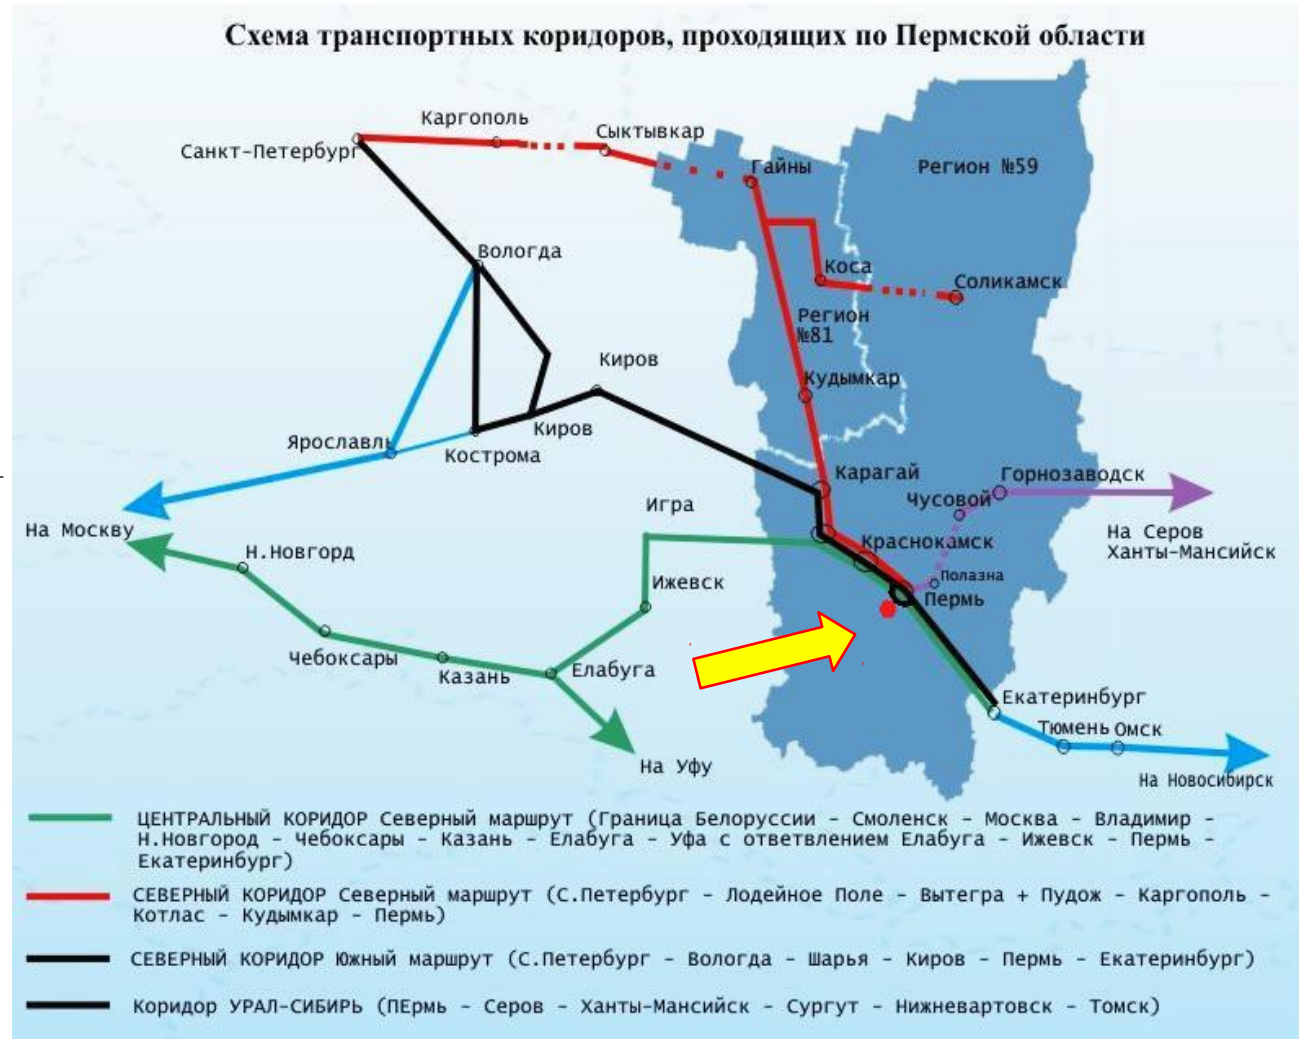 Схема транспортных коридоров, проходящих по Пермской области
Каргополь
Сыктывкар
Санкт-Петербург
Гайны
Регион №59
Вологда
Коса
Соликамск
Регион
№81
Киров
Кудымкар
Ярославль
Киров
Кострома
Карагай
Горнозаводск
Чусовой
Игра
На Москву
На Серов
Ханты-Мансийск
Н.Новгорд
Краснокамск
Полазна
Ижевск
Пермь
Чебоксары
Казань
Елабуга
Екатеринбург
Тюмень
Омск
На Уфу
На Новосибирск
ЦЕНТРАЛЬНЫЙ КОРИДОР Северный маршрут (Граница Белоруссии - Смоленск - Москва - Владимир -
Н.Новгород - Чебоксары - Казань - Елабуга - Уфа с ответвлением Елабуга - Ижевск - Пермь -
Екатеринбург)
СЕВЕРНЫЙ КОРИДОР Северный маршрут (С.Петербург - Лодейное Поле - Вытегра + Пудож - Каргополь -
Котлас - Кудымкар - Пермь)
СЕВЕРНЫЙ КОРИДОР Южный маршрут (С.Петербург - Вологда - Шарья - Киров - Пермь - Екатеринбург)
Коридор УРАЛ-СИБИРЬ (ПЕрмь - Серов - Ханты-Мансийск - Сургут - Нижневартовск - Томск)